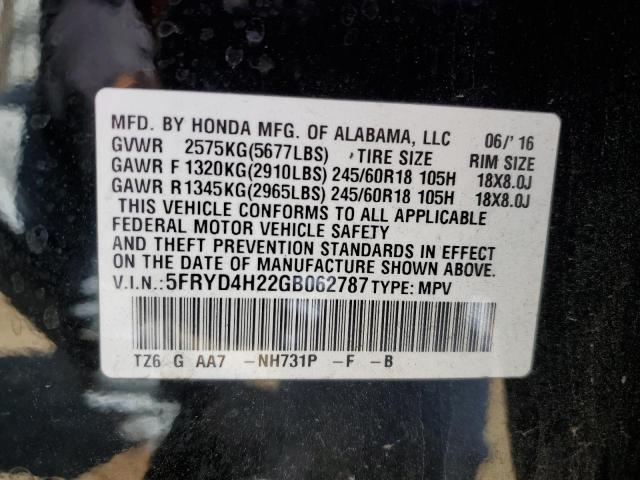 MFD. BY HONDA MFG. OF ALABAMA, LLC 06/'16
GVWR 2575KG(5677LBS) TIRE SIZE RIM SIZE
GAWR F 1320KG(2910LBS) 245/60R18 105H 18X8.0J
GAWR R1345KG(2965LBS) 245/60R18 105H 18X8.0J
THIS VEHICLE CONFORMS TO ALL APPLICABLE
FEDERAL MOTOR VEHICLE SAFETY
AND THEFT PREVENTION STANDARDS IN EFFECT
ON THE DATE OF MANUFACTURE SHOWN ABOVE.
V.I.N.:5FRYD4H22GB062787 TYPE: MPV
TZ6 G AA7 -NH731P -F -B